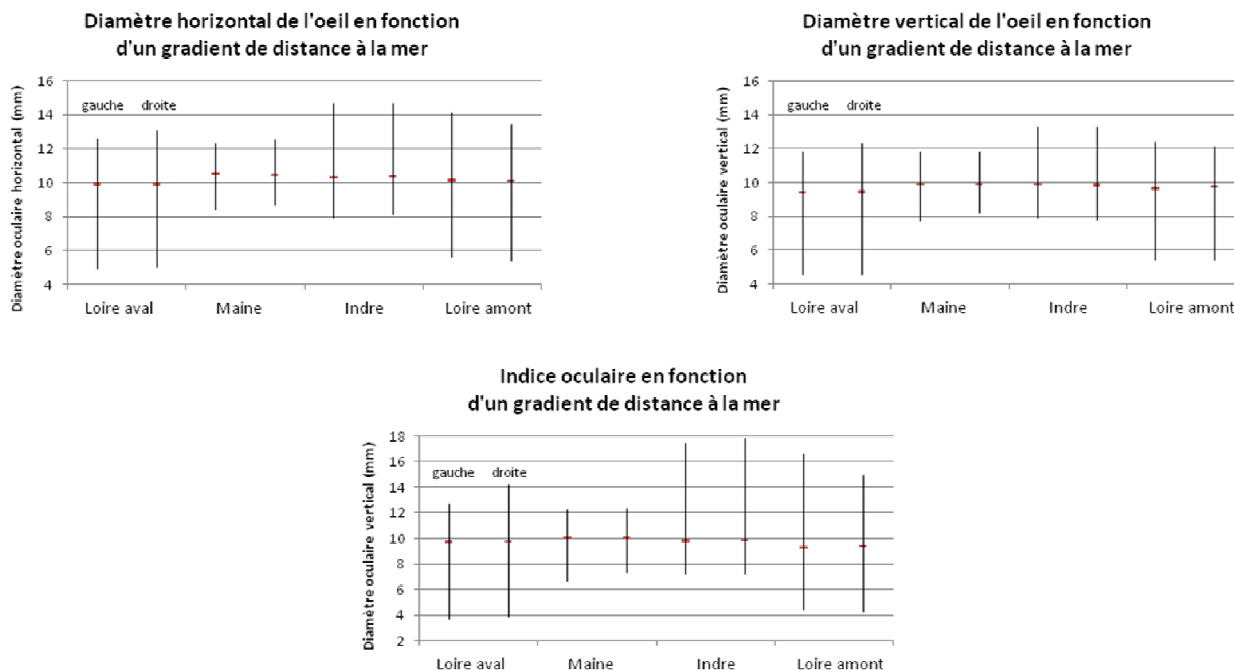 Diamètre horizontal de l'oeil en fonction
d'un gradient de distance à la mer
Diamètre oculaire horizontal (mm)
16
14
12
10
8
6
4
gauche droite
Loire aval Maine Indre Loire amont
Diamètre vertical de l'oeil en fonction
d'un gradient de distance à la mer
Diamètre oculaire vertical (mm)
16
14
12
10
8
6
4
gauche droite
Loire aval Maine Indre Loire amont
Indice oculaire en fonction
d'un gradient de distance à la mer
Diamètre oculaire vertical (mm)
18
16
14
12
10
8
6
4
2
gauche droite
Loire aval Maine Indre Loire amont